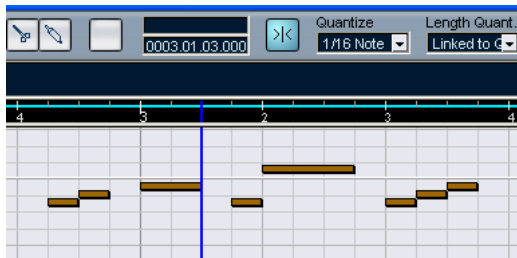 Quantize
Length Quant.
0003.01.03.000
>|<
1/16 Note
Linked to Q
4 3 2 3 4